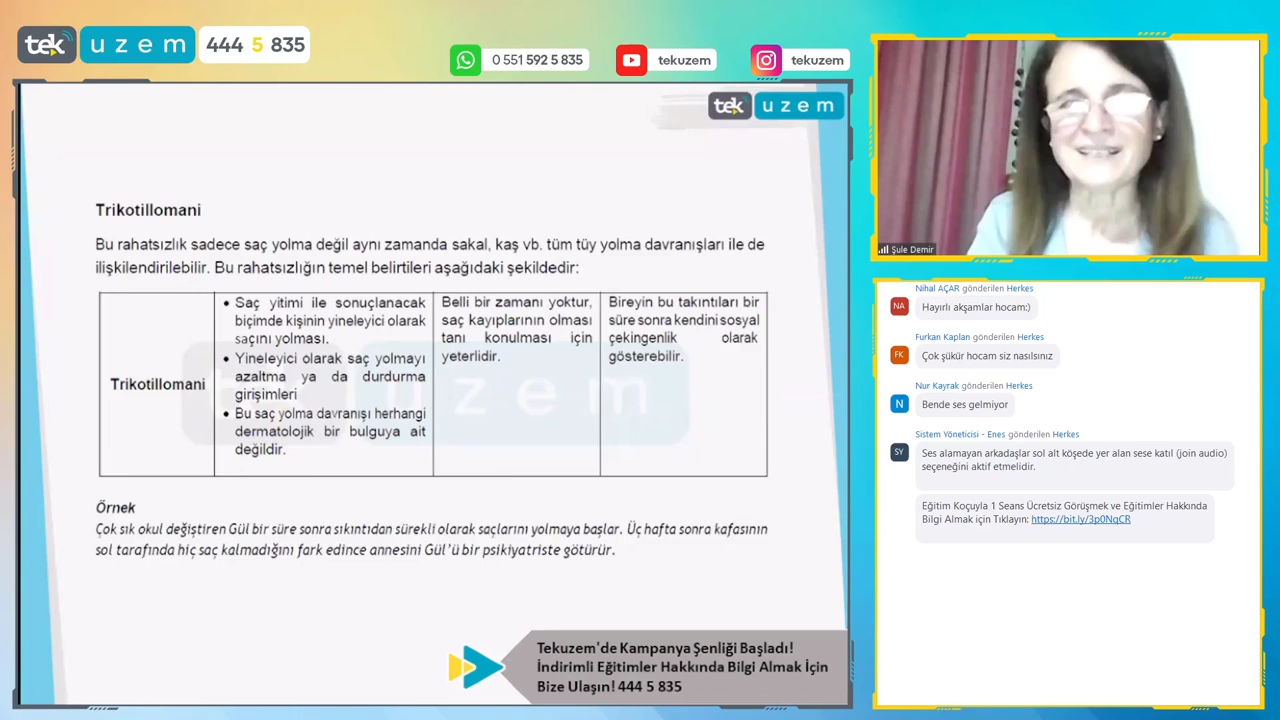 tek uzem 444 5 835
0 551 592 5 835
tekuzem
tekuzem
tek uzem
Trikotillomani
Bu rahatsızlık sadece saç yolma değil aynı zamanda sakal, kaş vb. tüm tüy yolma davranışları ile de
ilişkilendirilebilir. Bu rahatsızlığın temel belirtileri aşağıdaki şekildedir:
Trikotillomani
• Saç yitimi ile sonuçlanacak
biçimde kişinin yineleyici olarak
saçını yolması.
• Yineleyici olarak saç yolmayı
azaltma ya da durdurma
girişimleri
• Bu saç yolma davranışı herhangi
dermatolojik bir bulguya ait
değildir.
Belli bir zamanı yoktur,
saç kayıplarının olması
tanı konulması için
yeterlidir.
Bireyin bu takıntıları bir
süre sonra kendini sosyal
çekingenlik olarak
gösterebilir.
uzem
Örnek
Çok sık okul değiştiren Gül bir süre sonra sıkıntıdan sürekli olarak saçlarını yolmaya başlar. Üç hafta sonra kafasının
sol tarafında hiç saç kalmadığını fark edince annesini Gül'ü bir psikiyatriste götürür.
Tekuzem'de Kampanya Şenliği Başladı!
İndirimli Eğitimler Hakkında Bilgi Almak İçin
Bize Ulaşın! 444 5 835
Şule Demir
Nihal AÇAR gönderilen Herkes
NA
Hayırlı akşamlar hocam:)
Furkan Kaplan gönderilen Herkes
FK
Çok şükür hocam siz nasılsınız
Nur Kayrak gönderilen Herkes
N
Bende ses gelmiyor
Sistem Yöneticisi - Enes gönderilen Herkes
SY
Ses alamayan arkadaşlar sol alt köşede yer alan sese katıl (join audio)
seçeneğini aktif etmelidir.
Eğitim Koçuyla 1 Seans Ücretsiz Görüşmek ve Eğitimler Hakkında
Bilgi Almak için Tıklayın: https://bit.ly/3p0NqCR